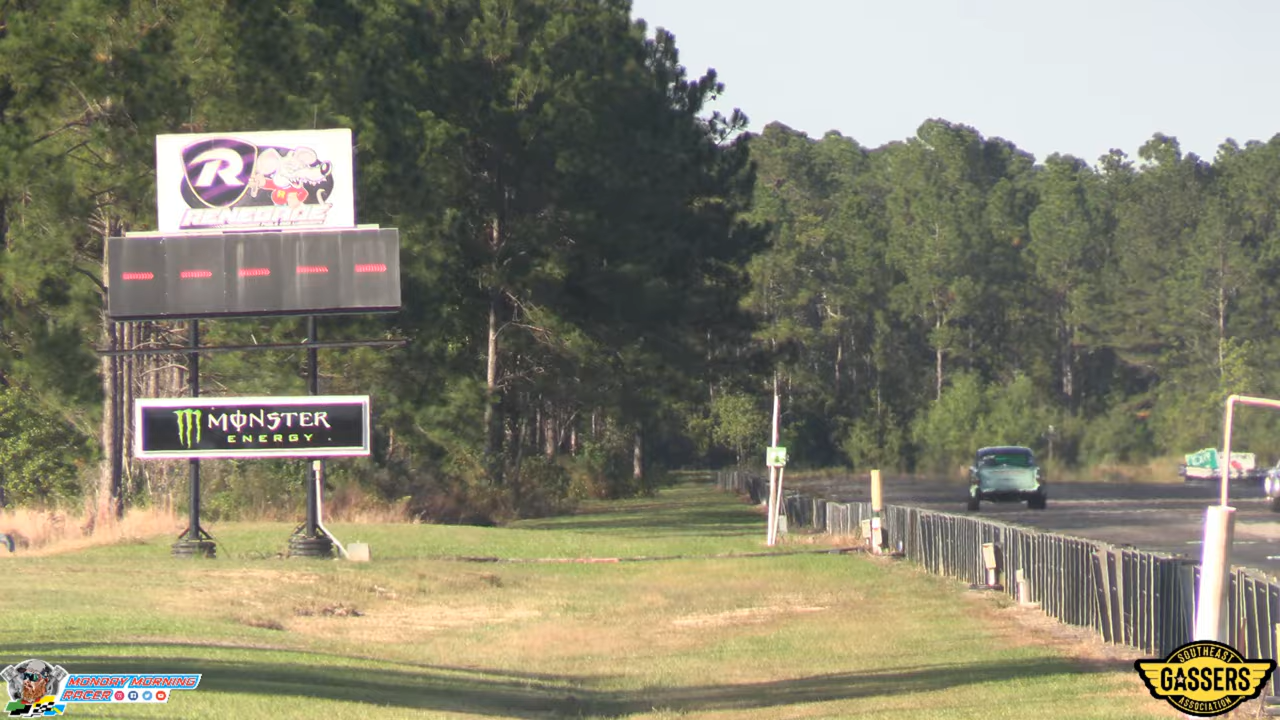 R
RENEGADE
MONSTER
ENERGY
MONDAY MORNING
RACER
SOUTHEAST
GASSERS
ASSOCIATION